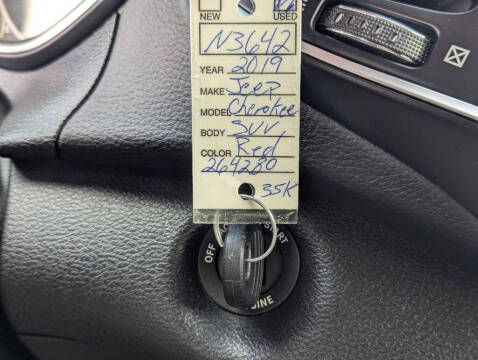 NEW USED
N3642
YEAR 2019
MAKE Jeep
MODEL Cherokee
BODY SUV
COLOR Red
264280
35K
OFF START